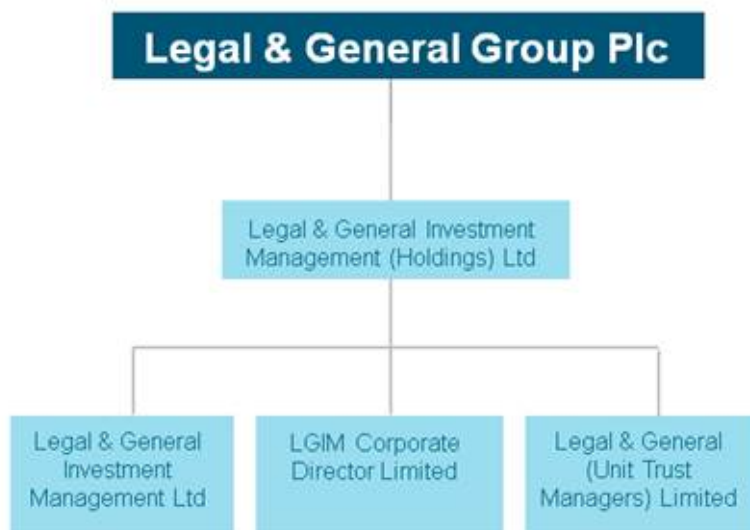 Legal & General Group Plc
Legal & General Investment
Management (Holdings) Ltd
Legal & General
Investment
Management Ltd
LGIM Corporate
Director Limited
Legal & General
(Unit Trust
Managers) Limited